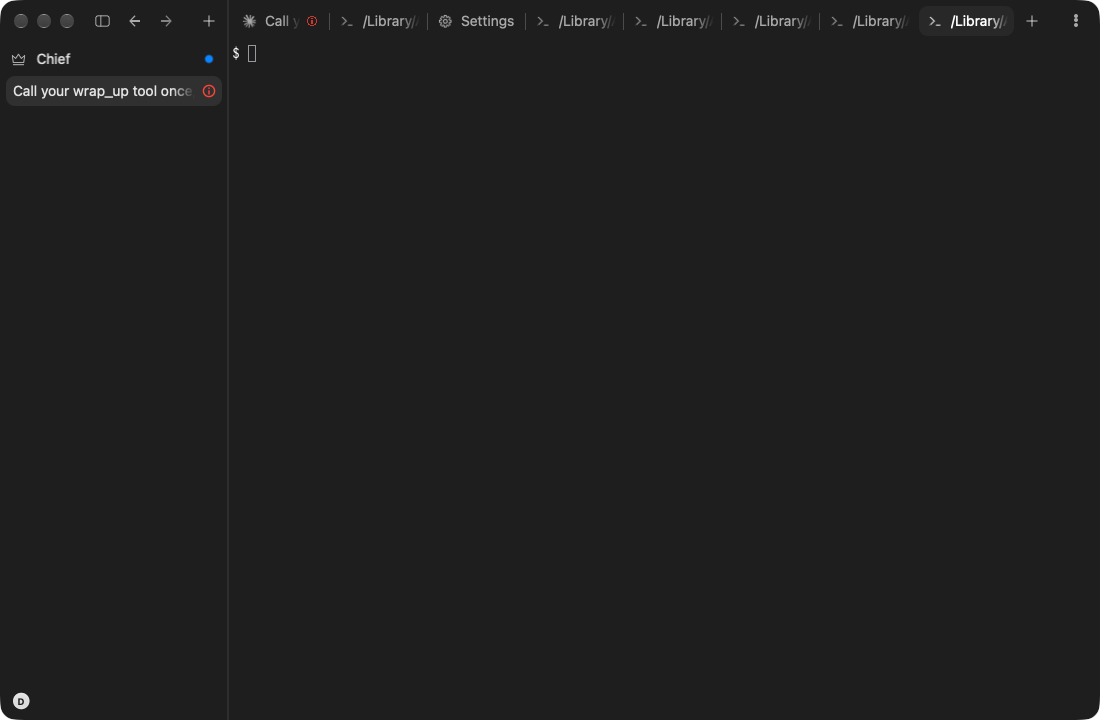 Call y
/Library/
Settings
/Library/
/Library/
/Library/
/Library/
/Library/
Chief
Call your wrap_up tool once
$
D